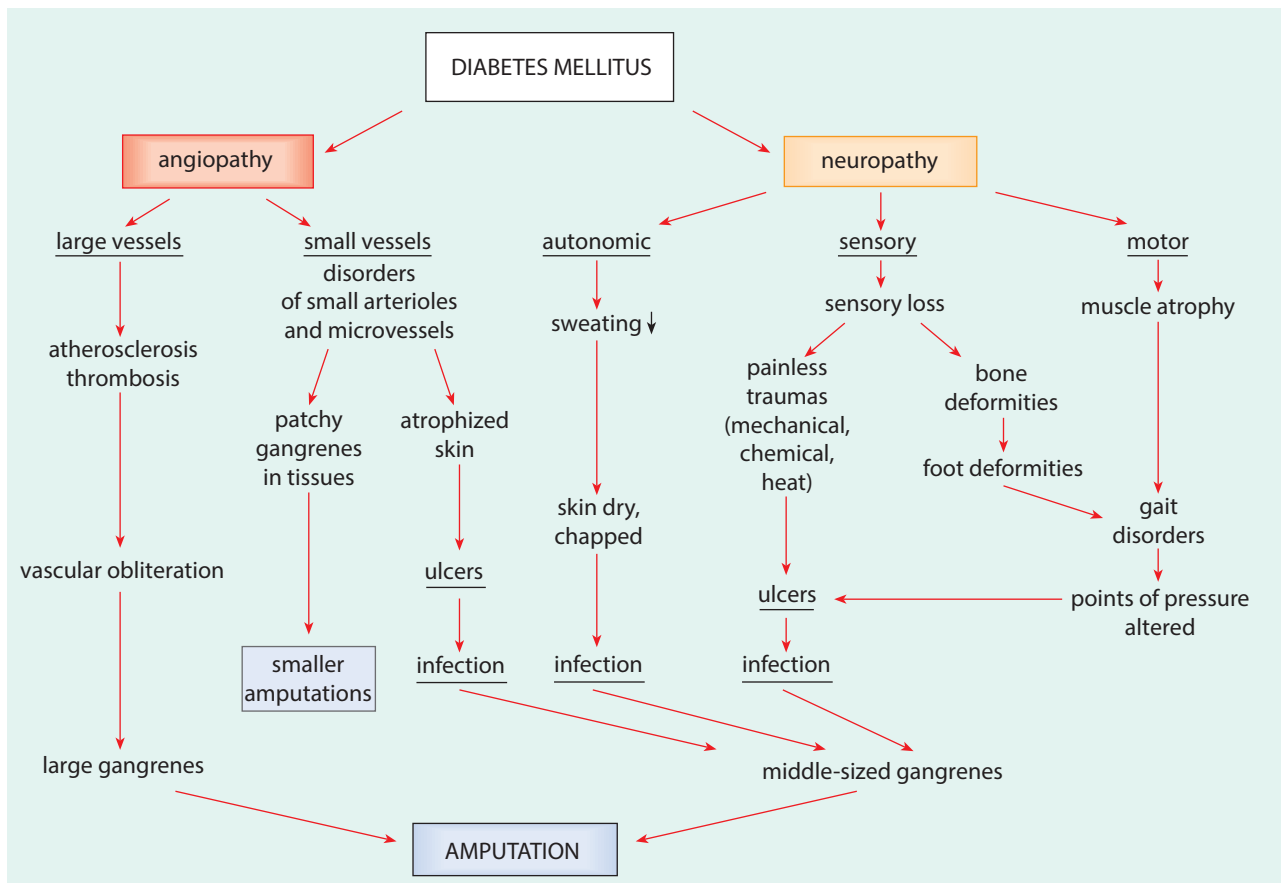 DIABETES MELLITUS
angiopathy
neuropathy
large vessels
small vessels
disorders
of small arterioles
and microvessels
autonomic
sensory
motor
sweating ↓
sensory loss
muscle atrophy
atherosclerosis
thrombosis
patchy
gangrenes
in tissues
atrophized
skin
painless
traumas
(mechanical,
chemical,
heat)
bone
deformities
foot deformities
skin dry,
chapped
gait
disorders
vascular obliteration
ulcers
ulcers
points of pressure
altered
smaller
amputations
infection
infection
infection
large gangrenes
middle-sized gangrenes
AMPUTATION